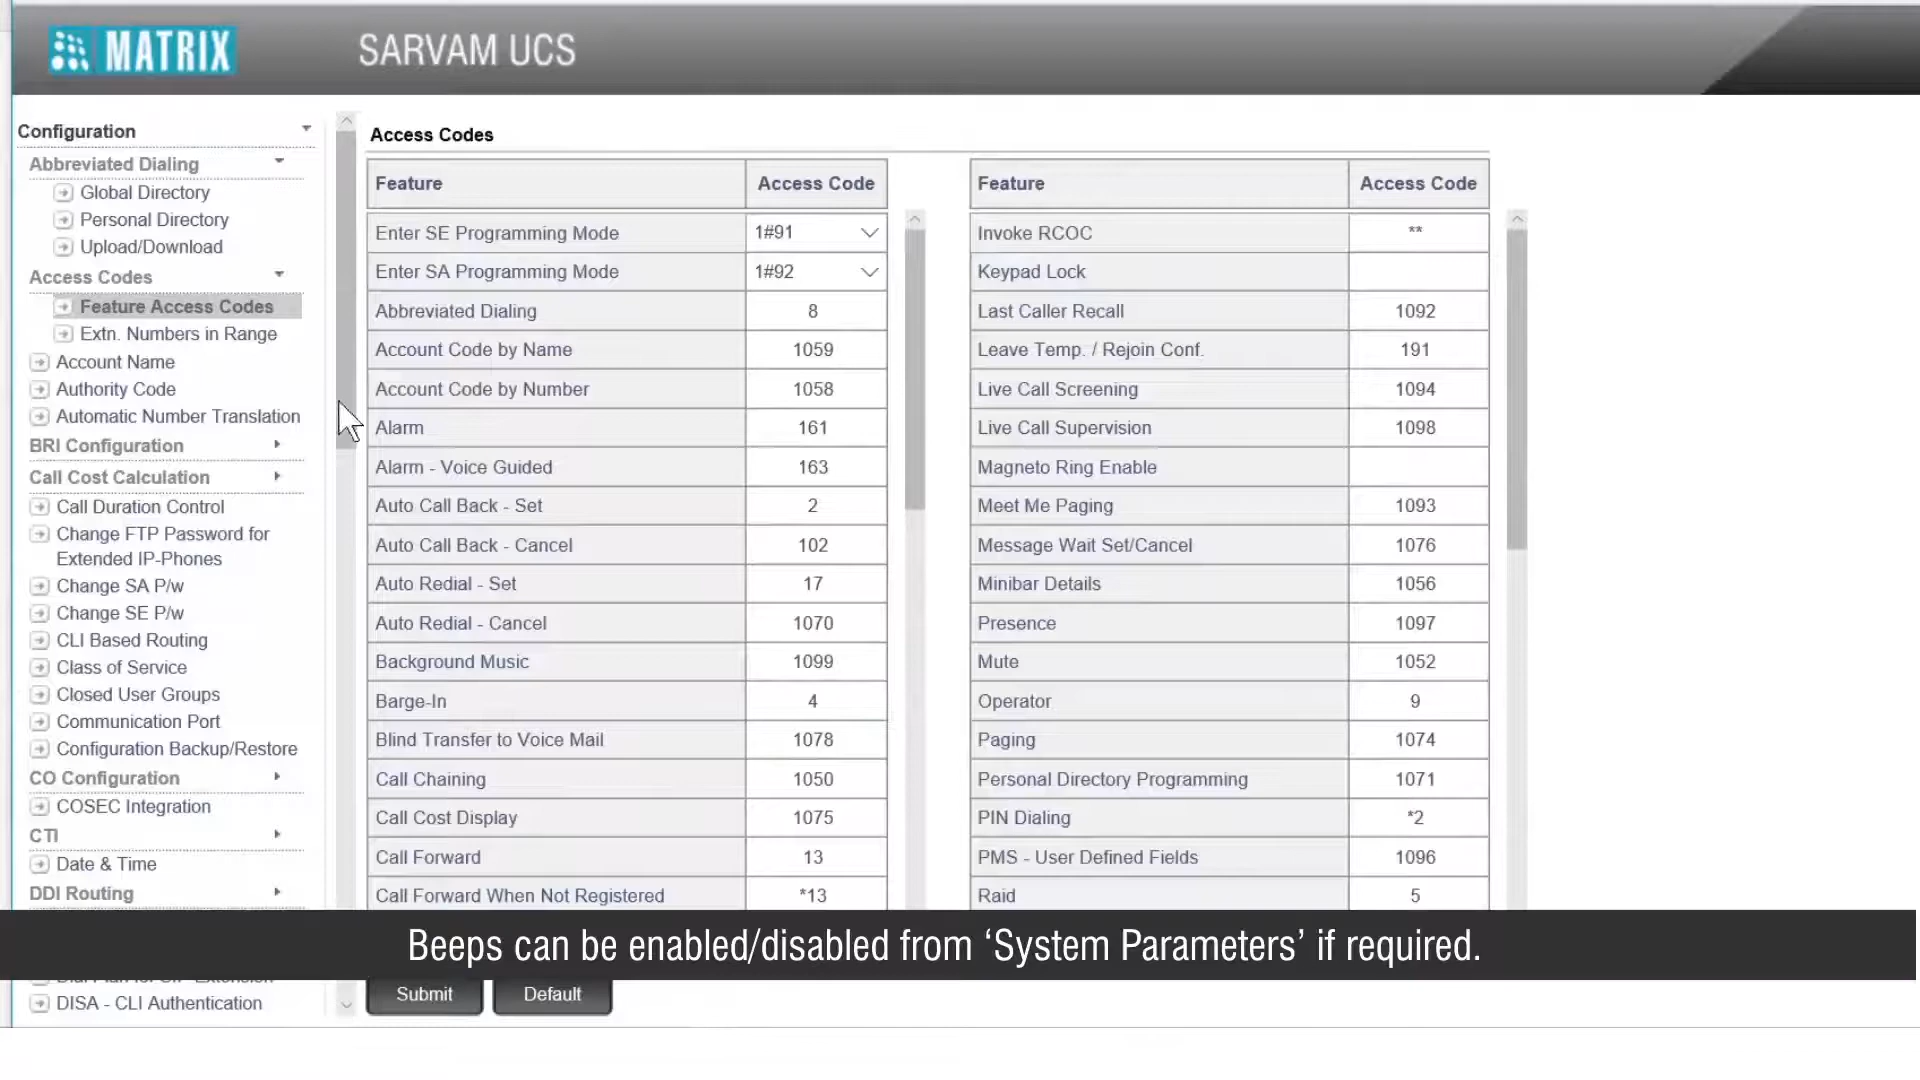 MATRIX
SARVAM UCS
Configuration
Abbreviated Dialing
Global Directory
Personal Directory
Upload/Download
Access Codes
Feature Access Codes
Extn. Numbers in Range
Account Name
Authority Code
Automatic Number Translation
BRI Configuration
Call Cost Calculation
Call Duration Control
Change FTP Password for
Extended IP-Phones
Change SA P/w
Change SE P/w
CLI Based Routing
Class of Service
Closed User Groups
Communication Port
Configuration Backup/Restore
CO Configuration
COSEC Integration
CTI
Date & Time
DDI Routing
DISA - CLI Authentication
Access Codes
Feature Access Code
Enter SE Programming Mode 1#91
Enter SA Programming Mode 1#92
Abbreviated Dialing 8
Account Code by Name 1059
Account Code by Number 1058
Alarm 161
Alarm - Voice Guided 163
Auto Call Back - Set 2
Auto Call Back - Cancel 102
Auto Redial - Set 17
Auto Redial - Cancel 1070
Background Music 1099
Barge-In 4
Blind Transfer to Voice Mail 1078
Call Chaining 1050
Call Cost Display 1075
Call Forward 13
Call Forward When Not Registered *13
Feature Access Code
Invoke RCOC **
Keypad Lock
Last Caller Recall 1092
Leave Temp. / Rejoin Conf. 191
Live Call Screening 1094
Live Call Supervision 1098
Magneto Ring Enable
Meet Me Paging 1093
Message Wait Set/Cancel 1076
Minibar Details 1056
Presence 1097
Mute 1052
Operator 9
Paging 1074
Personal Directory Programming 1071
PIN Dialing *2
PMS - User Defined Fields 1096
Raid 5
Beeps can be enabled/disabled from ‘System Parameters’ if required.
Submit Default